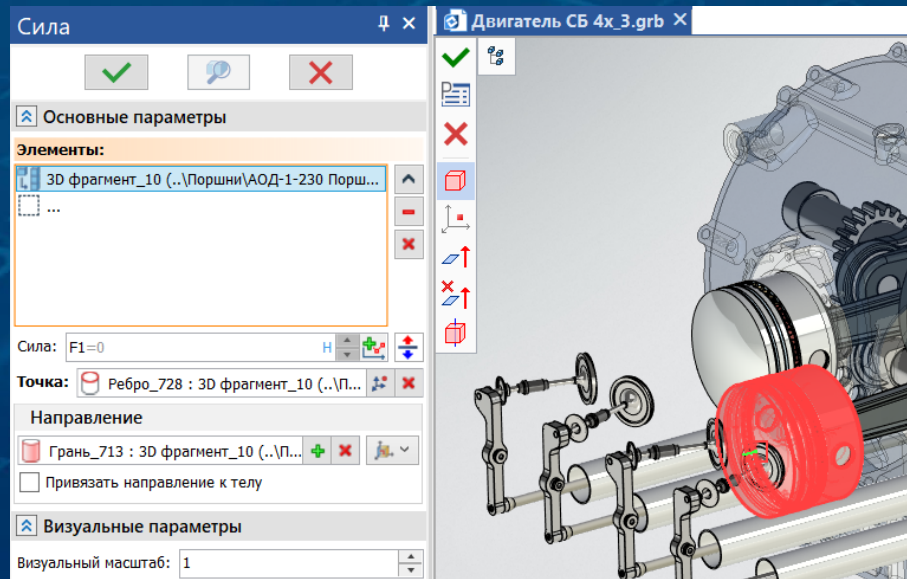 Сила
Двигатель СБ 4x_3.grb
Основные параметры
Элементы:
3D фрагмент_10 (..\Поршни\АОД-1-230 Порш...
...
Сила: F1=0 Н
Точка: Ребро_728 : 3D фрагмент_10 (..\П...
Направление
Грань_713 : 3D фрагмент_10 (..\П...
Привязать направление к телу
Визуальные параметры
Визуальный масштаб: 1